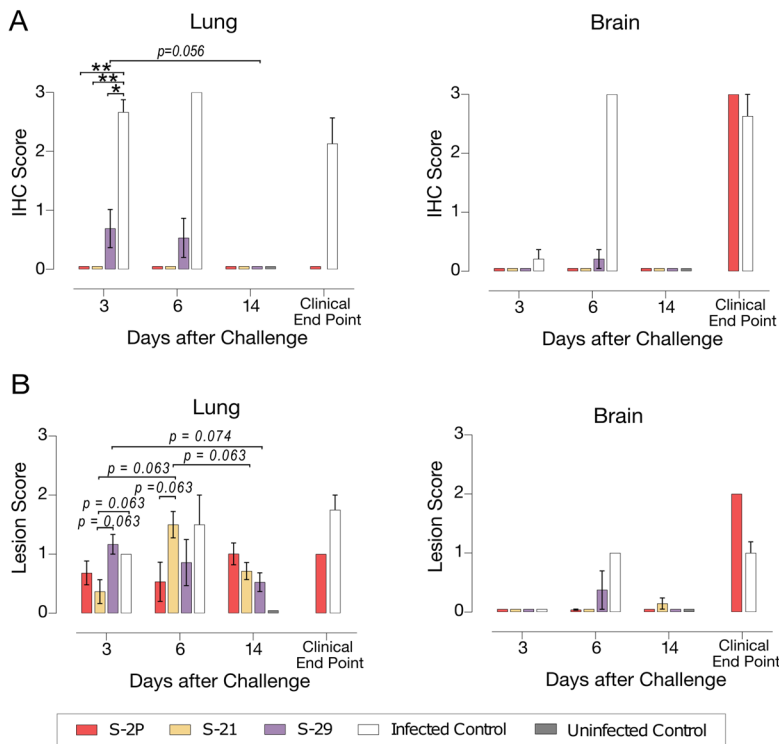 A
Lung
Brain
p=0.056
**
**
*
3
2
1
0
IHC Score
3
6
14
Clinical
End Point
Days after Challenge
3
2
1
0
IHC Score
3
6
14
Clinical
End Point
Days after Challenge
B
Lung
Brain
p = 0.074
p = 0.063
p = 0.063
p = 0.063
p =0.063
p = 0.063
3
2
1
0
Lesion Score
3
6
14
Clinical
End Point
Days after Challenge
3
2
1
0
Lesion Score
3
6
14
Clinical
End Point
Days after Challenge
S-2P S-21 S-29 Infected Control Uninfected Control